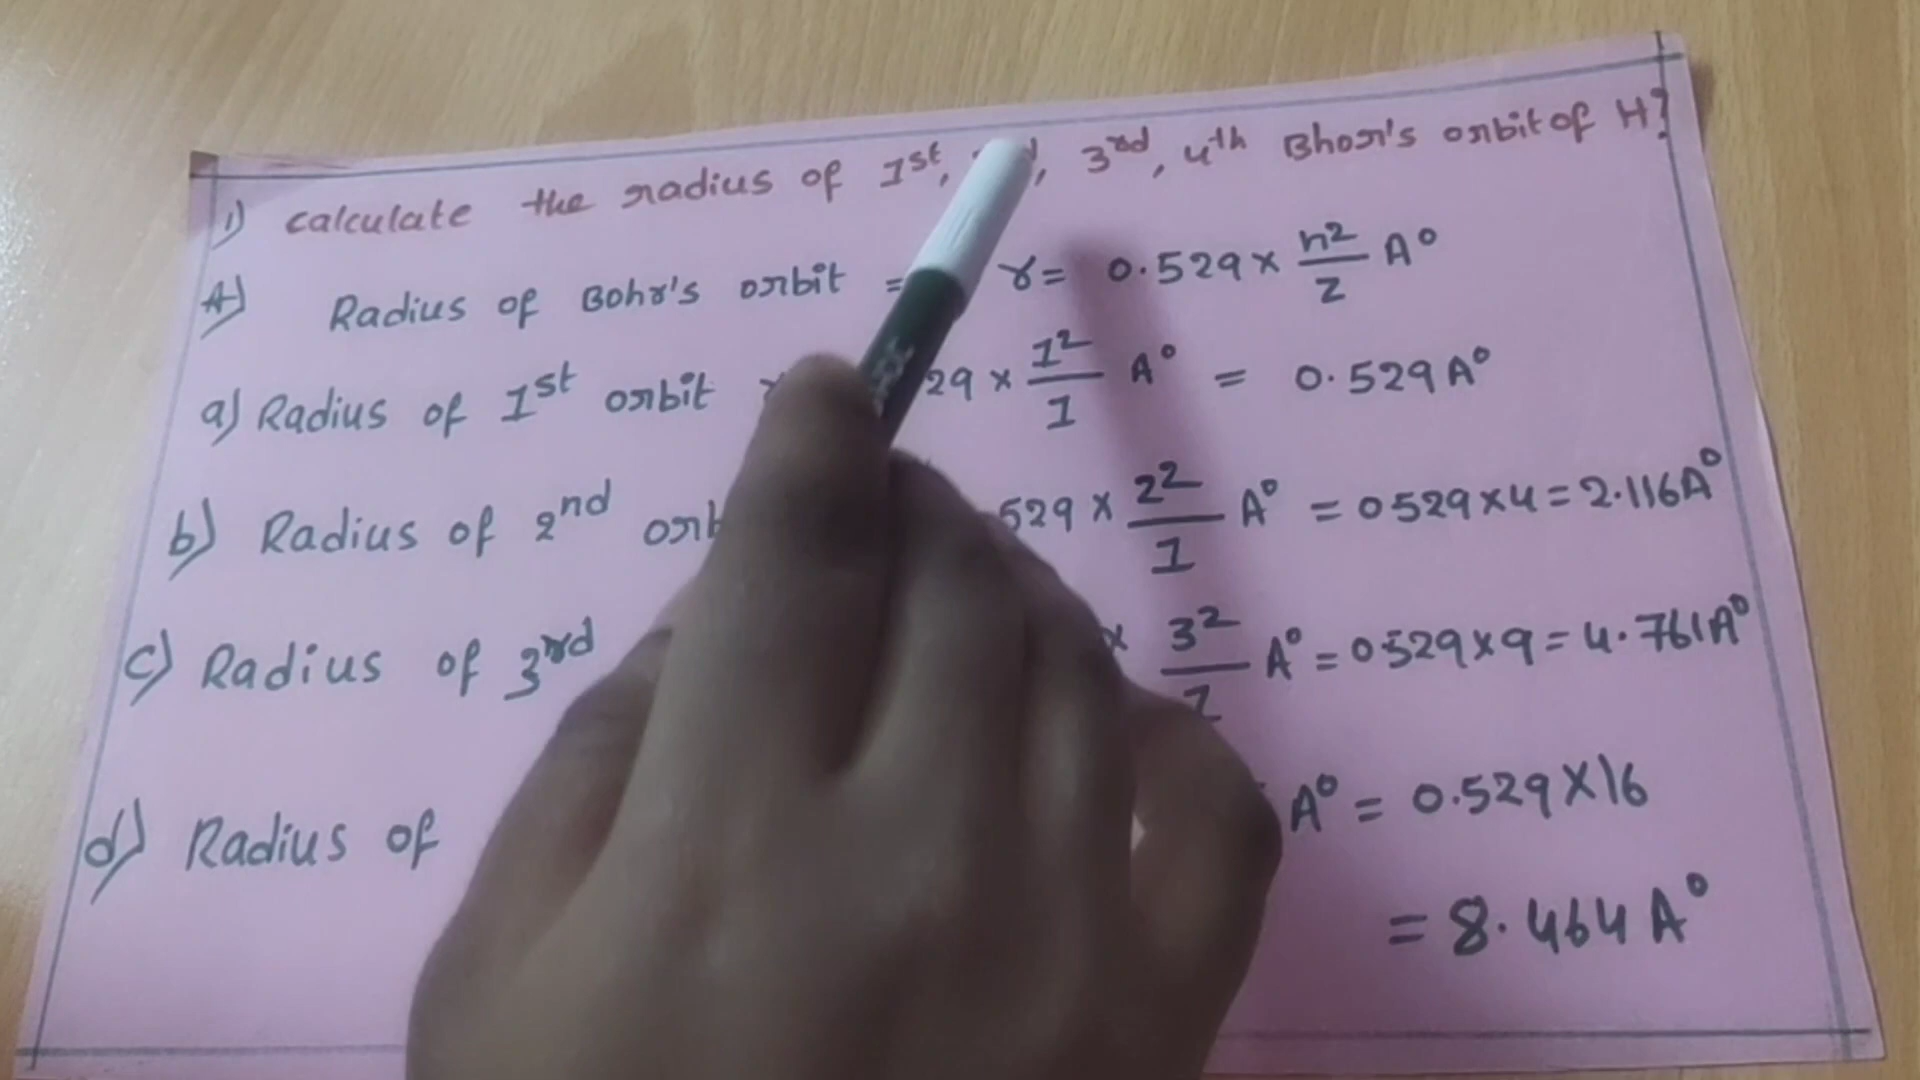 1) calculate the radius of 1st, , 3rd, 4th Bhor's orbit of H?
A) Radius of Bohr's orbit = r = 0.529 × n²/Z A°
a) Radius of 1st orbit 29 × 1²/1 A° = 0.529 A°
b) Radius of 2nd orb 529 × 2²/1 A° = 0.529 × 4 = 2.116 A°
c) Radius of 3rd × 3²/1 A° = 0.529 × 9 = 4.761 A°
d) Radius of A° = 0.529 × 16
= 8.464 A°